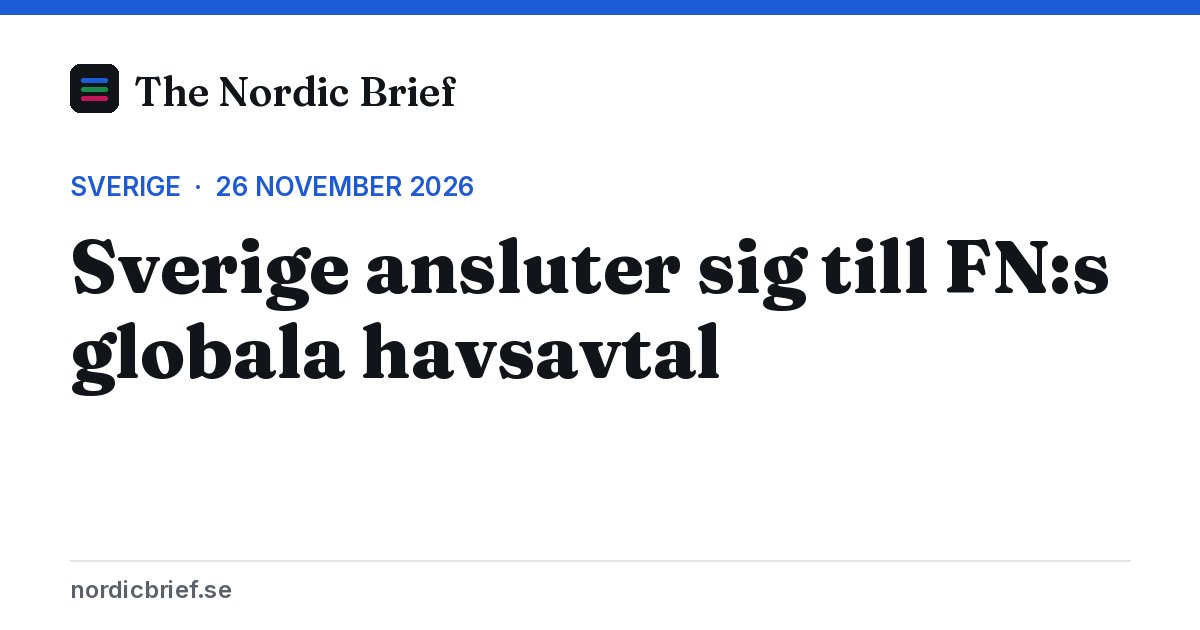 The Nordic Brief
SVERIGE · 26 NOVEMBER 2026
Sverige ansluter sig till FN:s
globala havsavtal
nordicbrief.se